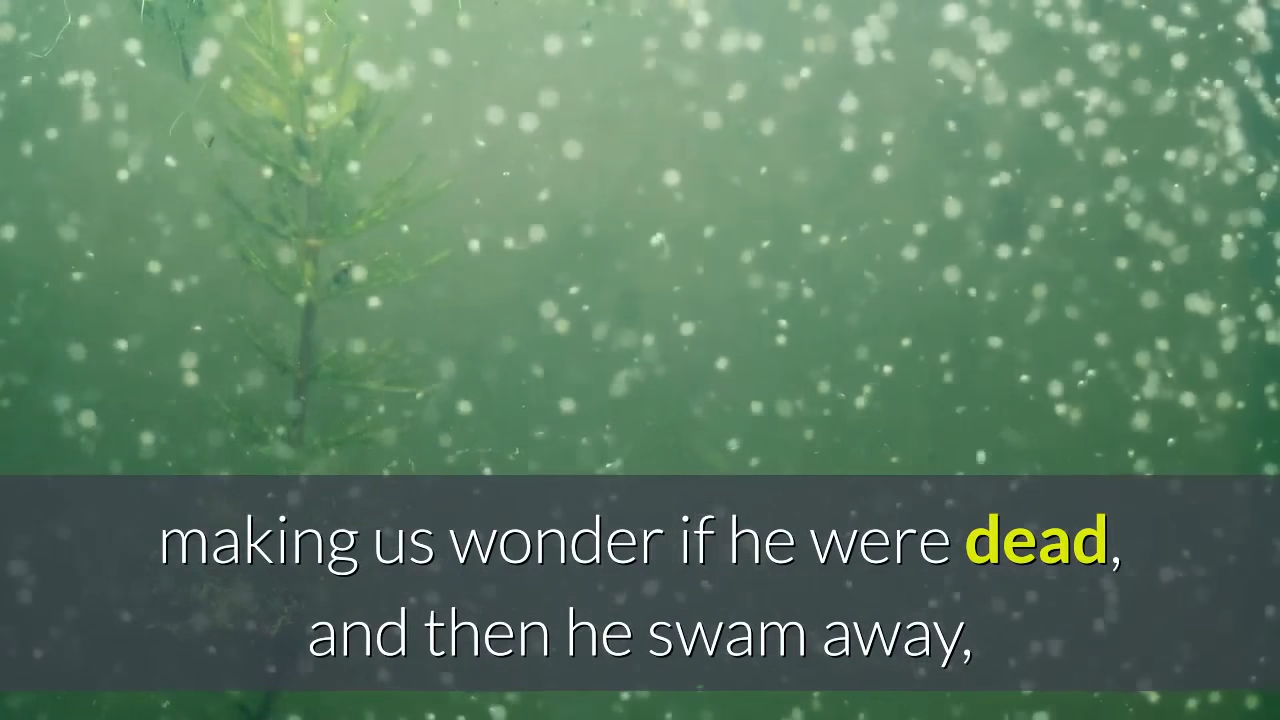 making us wonder if he were dead,
and then he swam away,